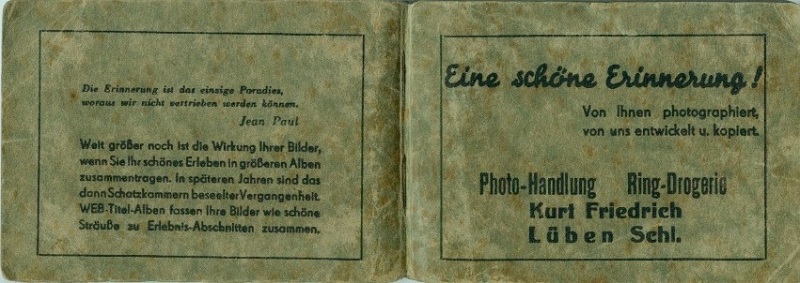 Die Erinnerung ist das einzige Paradies,
woraus wir nicht vertrieben werden können.
Jean Paul
Weit größer noch ist die Wirkung Ihrer Bilder,
wenn Sie Ihr schönes Erleben in größeren Alben
zusammentragen. In späteren Jahren sind das
dann Schatzkammern beseelter Vergangenheit.
WEB-Titel-Alben fassen Ihre Bilder wie schöne
Sträuße zu Erlebnis-Abschnitten zusammen.
Eine schöne Erinnerung!
Von Ihnen photographiert,
von uns entwickelt u. kopiert.
Photo-Handlung Ring-Drogerie
Kurt Friedrich
Lüben Schl.